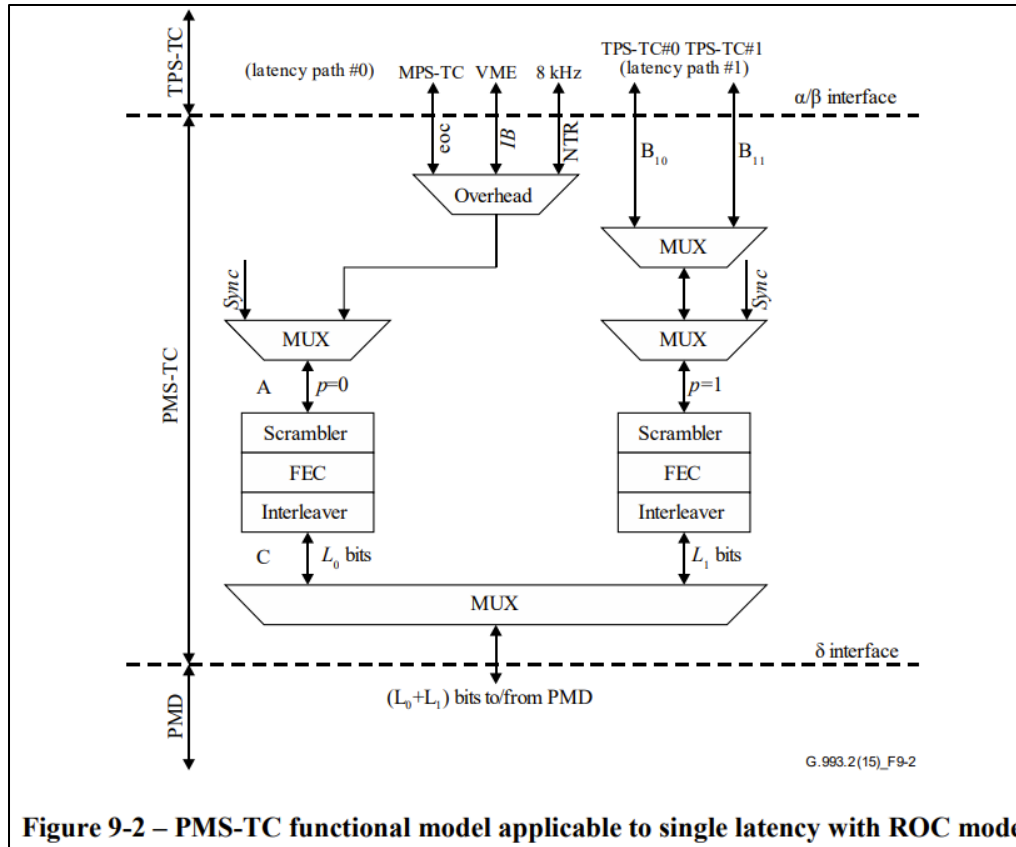 TPS-TC
(latency path #0)
MPS-TC VME 8 kHz
TPS-TC#0 TPS-TC#1
(latency path #1)
α/β interface
eoc
IB
NTR
B₁₀
B₁₁
Overhead
MUX
Sync
Sync
MUX
MUX
PMS-TC
A
p=0
p=1
Scrambler
Scrambler
FEC
FEC
Interleaver
Interleaver
C
L₀ bits
L₁ bits
MUX
δ interface
PMD
(L₀+L₁) bits to/from PMD
G.993.2(15)_F9-2
Figure 9-2 – PMS-TC functional model applicable to single latency with ROC mode